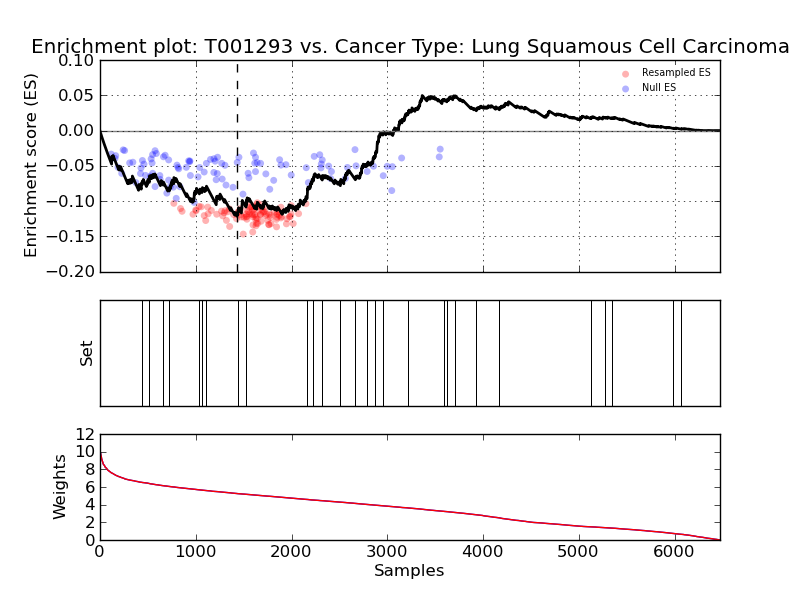 Enrichment plot: T001293 vs. Cancer Type: Lung Squamous Cell Carcinoma
0.10
0.05
0.00
−0.05
−0.10
−0.15
−0.20
Enrichment score (ES)
Resampled ES
Null ES
Set
12
10
8
6
4
2
0
Weights
0 1000 2000 3000 4000 5000 6000
Samples